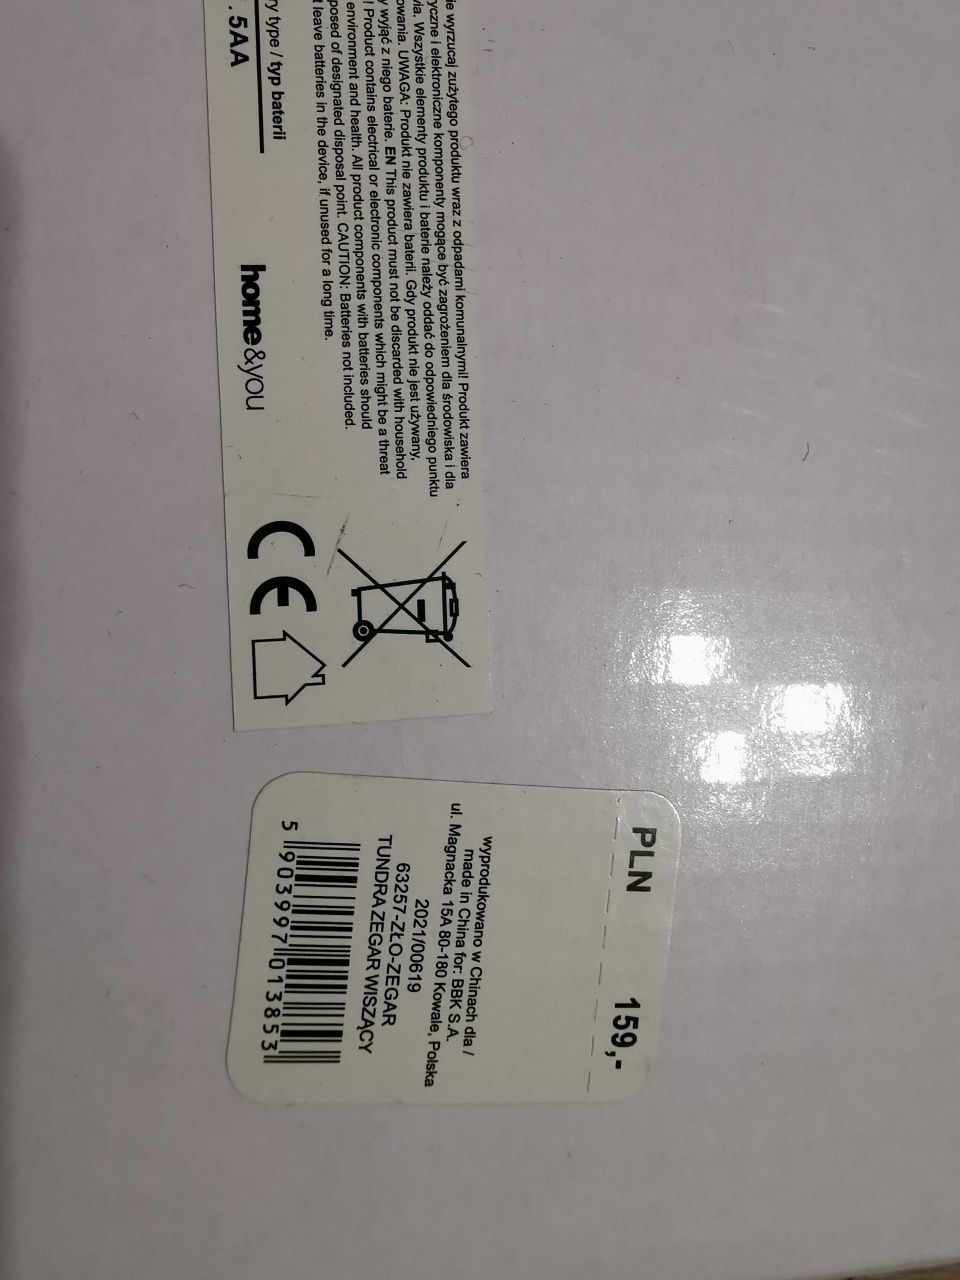 ie wyrzucaj zużytego produktu wraz z odpadami komunalnymi! Produkt zawiera
yczne i elektroniczne komponenty mogące być zagrożeniem dla środowiska i dla
ia. Wszystkie elementy produktu i baterie należy oddać do odpowiedniego punktu
owania. UWAGA: Produkt nie zawiera baterii. Gdy produkt nie jest używany,
y wyjąć z niego baterie. EN This product must not be discarded with household
! Product contains electrical or electronic components which might be a threat
environment and health. All product components with batteries should
posed of designated disposal point. CAUTION: Batteries not included.
t leave batteries in the device, if unused for a long time.
ry type / typ baterii
. 5AA
home&you
CE
PLN 159,-
wyprodukowano w Chinach dla /
made in China for: BBK S.A.
ul. Magnacka 15A 80-180 Kowale, Polska
2021/00619
63257-ZŁO-ZEGAR
TUNDRA ZEGAR WISZĄCY
5 903997 013853